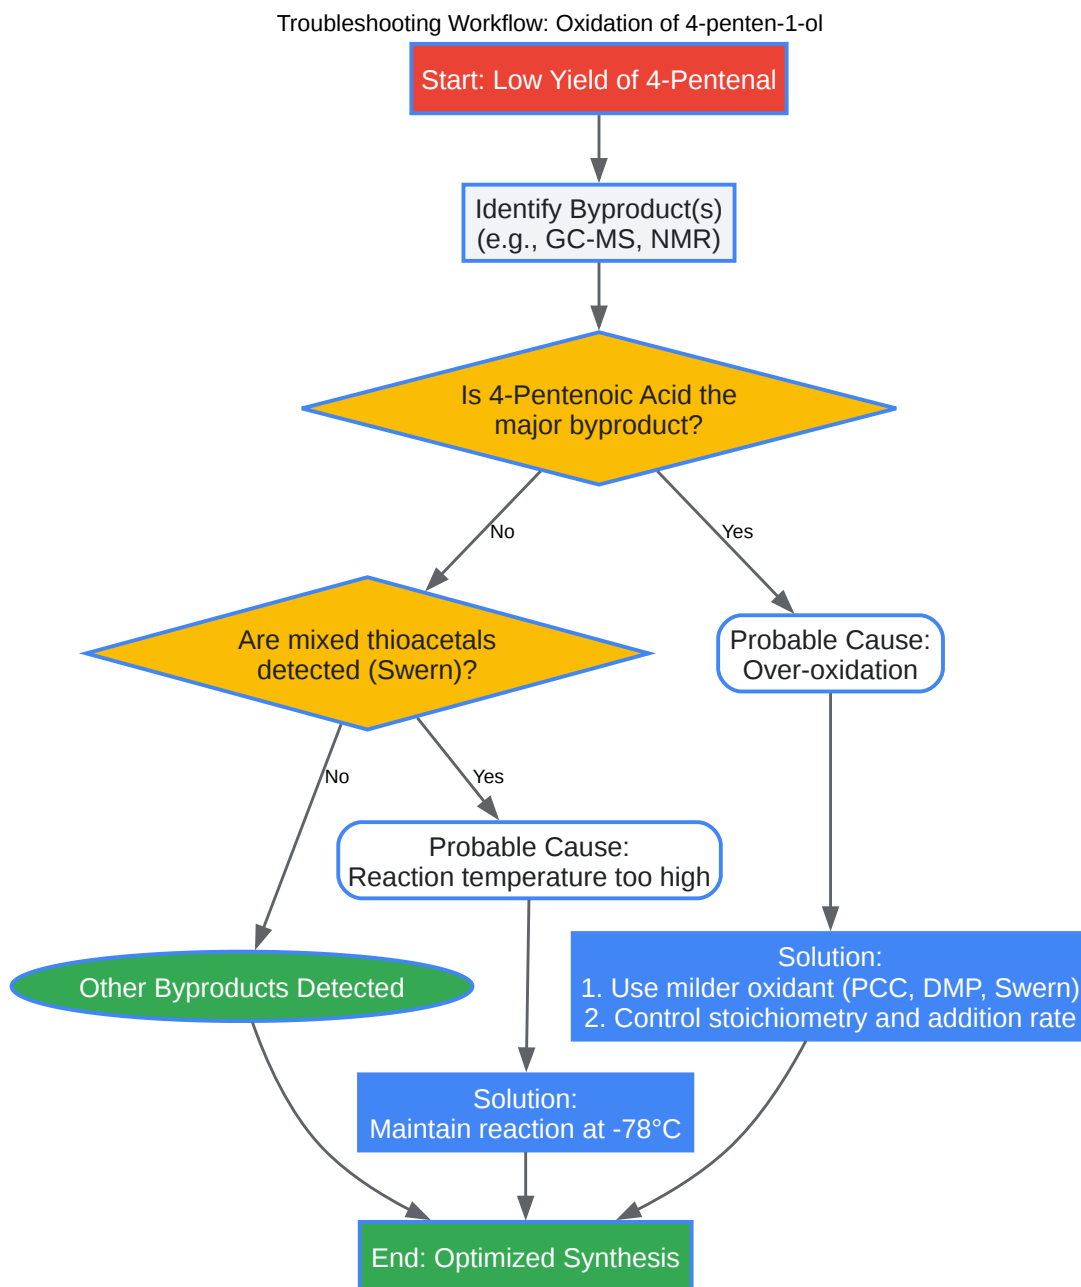 Troubleshooting Workflow: Oxidation of 4-penten-1-ol
Start: Low Yield of 4-Pentenal
Identify Byproduct(s)
(e.g., GC-MS, NMR)
Is 4-Pentenoic Acid the
major byproduct?
No
Yes
Are mixed thioacetals
detected (Swern)?
Probable Cause:
Over-oxidation
No
Yes
Probable Cause:
Reaction temperature too high
Other Byproducts Detected
Solution:
1. Use milder oxidant (PCC, DMP, Swern)
2. Control stoichiometry and addition rate
Solution:
Maintain reaction at -78°C
End: Optimized Synthesis